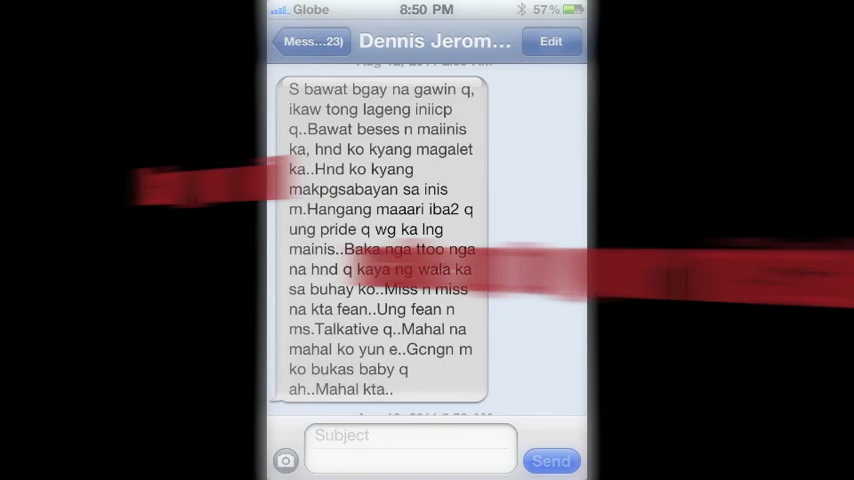 Globe 8:50 PM 57%
Mess...23) Dennis Jerom... Edit
S bawat bgay na gawin q,
ikaw tong lageng iniicp
q..Bawat beses n maiinis
ka, hnd ko kyang magalet
ka..Hnd ko kyang
makpgsabayan sa inis
m.Hangang maaari iba2 q
ung pride q wg ka lng
mainis..Baka nga ttoo nga
na hnd q kaya ng wala ka
sa buhay ko..Miss n miss
na kta fean..Ung fean n
ms.Talkative q..Mahal na
mahal ko yun e..Gcngn m
ko bukas baby q
ah..Mahal kta..
Subject
Send